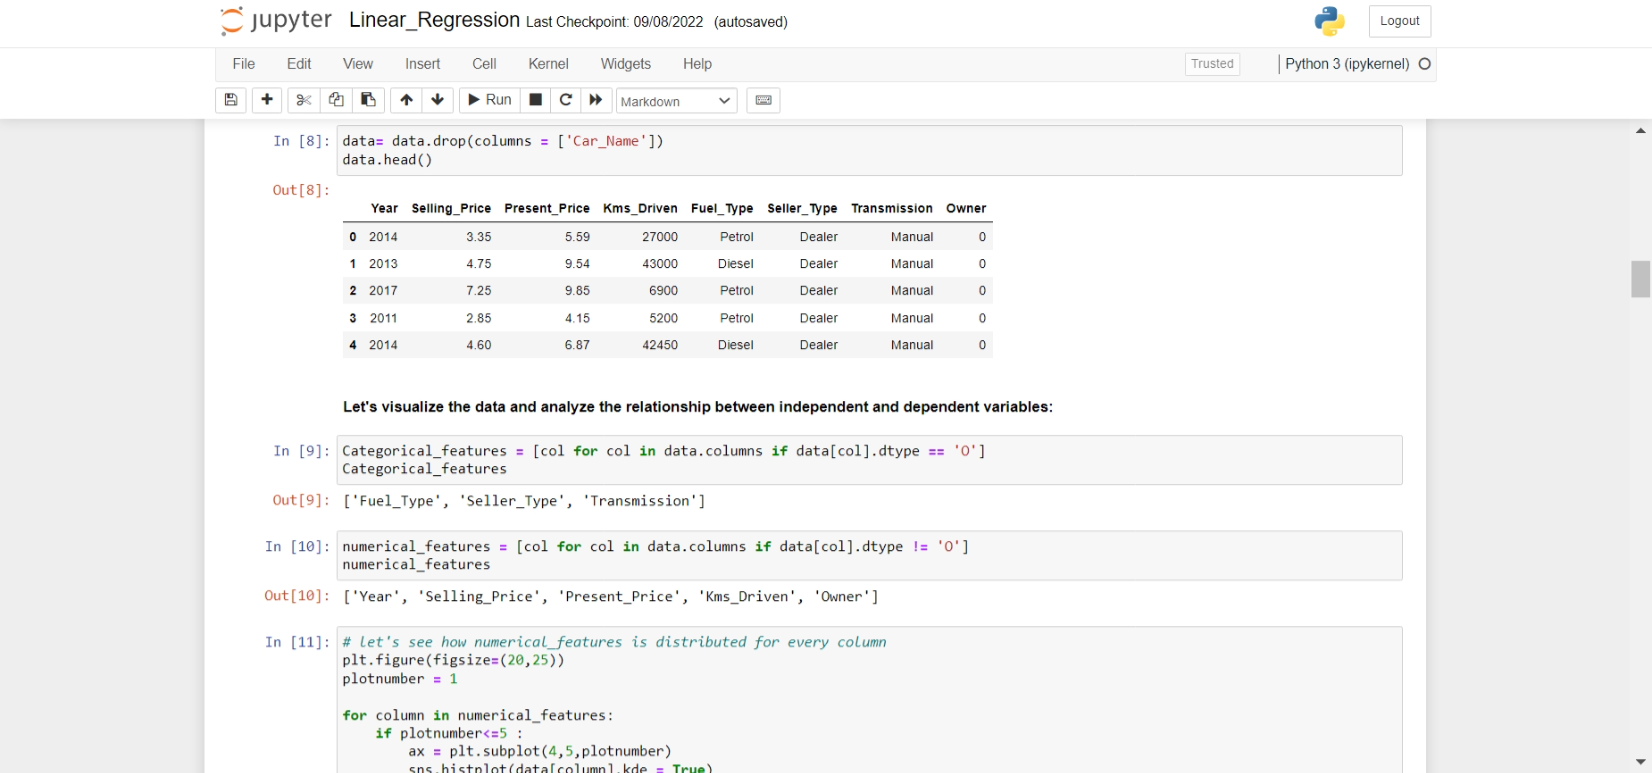 jupyter Linear_Regression Last Checkpoint: 09/08/2022 (autosaved) Logout
File Edit View Insert Cell Kernel Widgets Help Trusted Python 3 (ipykernel)
Run Markdown
In [8]: data= data.drop(columns = ['Car_Name'])
data.head()
Out[8]:
Year Selling_Price Present_Price Kms_Driven Fuel_Type Seller_Type Transmission Owner
0 2014 3.35 5.59 27000 Petrol Dealer Manual 0
1 2013 4.75 9.54 43000 Diesel Dealer Manual 0
2 2017 7.25 9.85 6900 Petrol Dealer Manual 0
3 2011 2.85 4.15 5200 Petrol Dealer Manual 0
4 2014 4.60 6.87 42450 Diesel Dealer Manual 0
Let's visualize the data and analyze the relationship between independent and dependent variables:
In [9]: Categorical_features = [col for col in data.columns if data[col].dtype == 'O']
Categorical_features
Out[9]: ['Fuel_Type', 'Seller_Type', 'Transmission']
In [10]: numerical_features = [col for col in data.columns if data[col].dtype != 'O']
numerical_features
Out[10]: ['Year', 'Selling_Price', 'Present_Price', 'Kms_Driven', 'Owner']
In [11]: # let's see how numerical_features is distributed for every column
plt.figure(figsize=(20,25))
plotnumber = 1
for column in numerical_features:
if plotnumber<=5 :
ax = plt.subplot(4,5,plotnumber)
sns.histplot(data[column],kde = True)